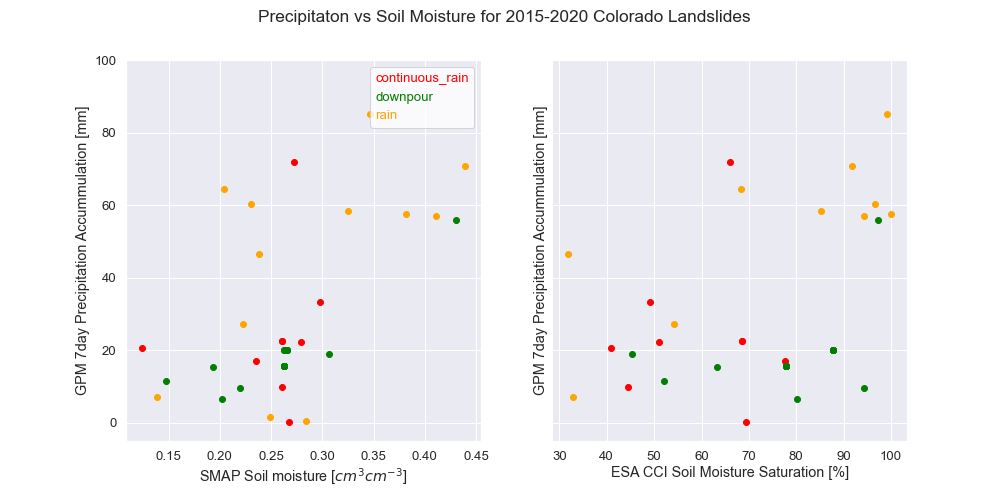 Precipitaton vs Soil Moisture for 2015-2020 Colorado Landslides
GPM 7day Precipitation Accummulation [mm]
100
80
60
40
20
0
continuous_rain
downpour
rain
0.15 0.20 0.25 0.30 0.35 0.40 0.45
SMAP Soil moisture [cm³cm⁻³]
GPM 7day Precipitation Accummulation [mm]
30 40 50 60 70 80 90 100
ESA CCI Soil Moisture Saturation [%]